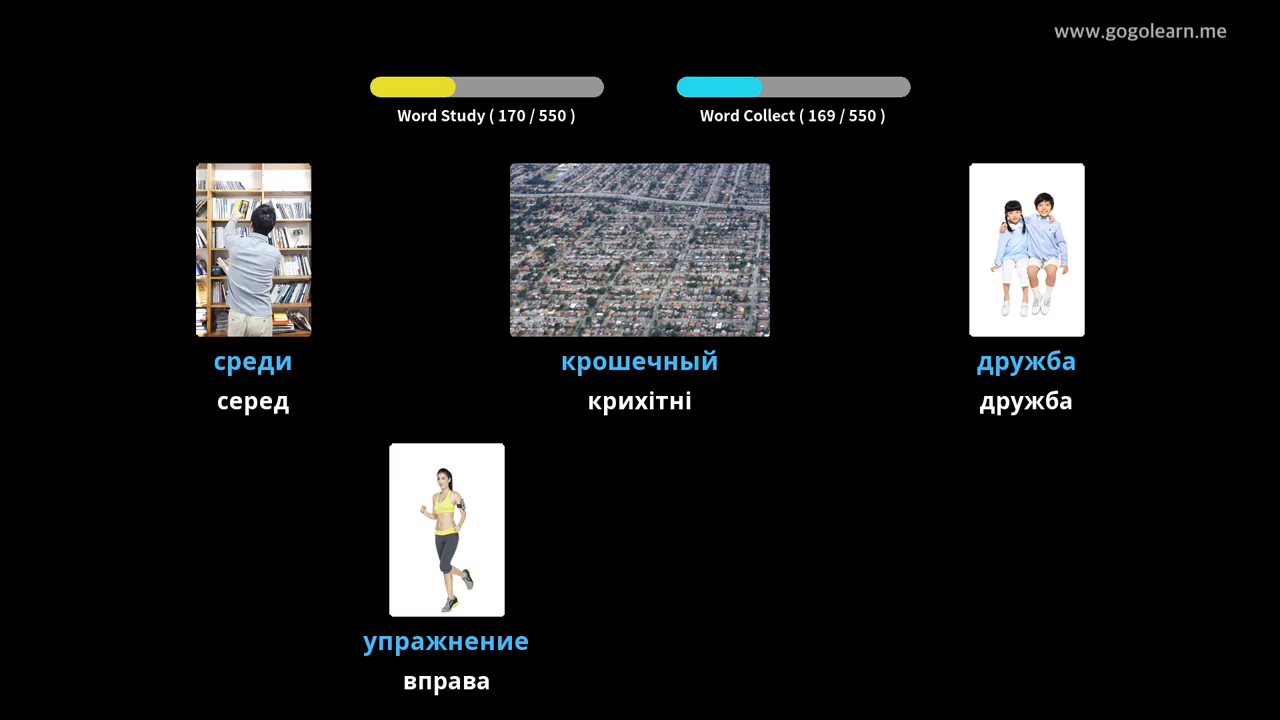 www.gogolearn.me
Word Study ( 170 / 550 )
Word Collect ( 169 / 550 )
среди
серед
крошечный
крихітні
дружба
дружба
упражнение
вправа